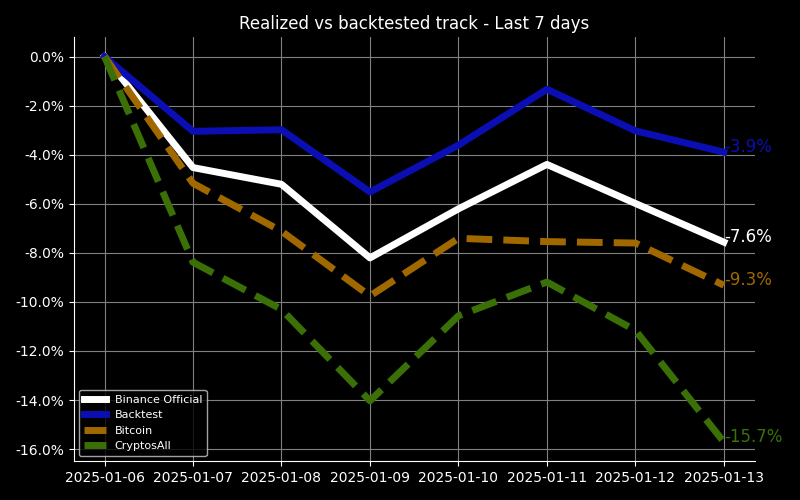 Realized vs backtested track - Last 7 days
0.0%
-2.0%
-4.0%
-6.0%
-8.0%
-10.0%
-12.0%
-14.0%
-16.0%
-3.9%
-7.6%
-9.3%
-15.7%
Binance Official
Backtest
Bitcoin
CryptosAll
2025-01-06 2025-01-07 2025-01-08 2025-01-09 2025-01-10 2025-01-11 2025-01-12 2025-01-13